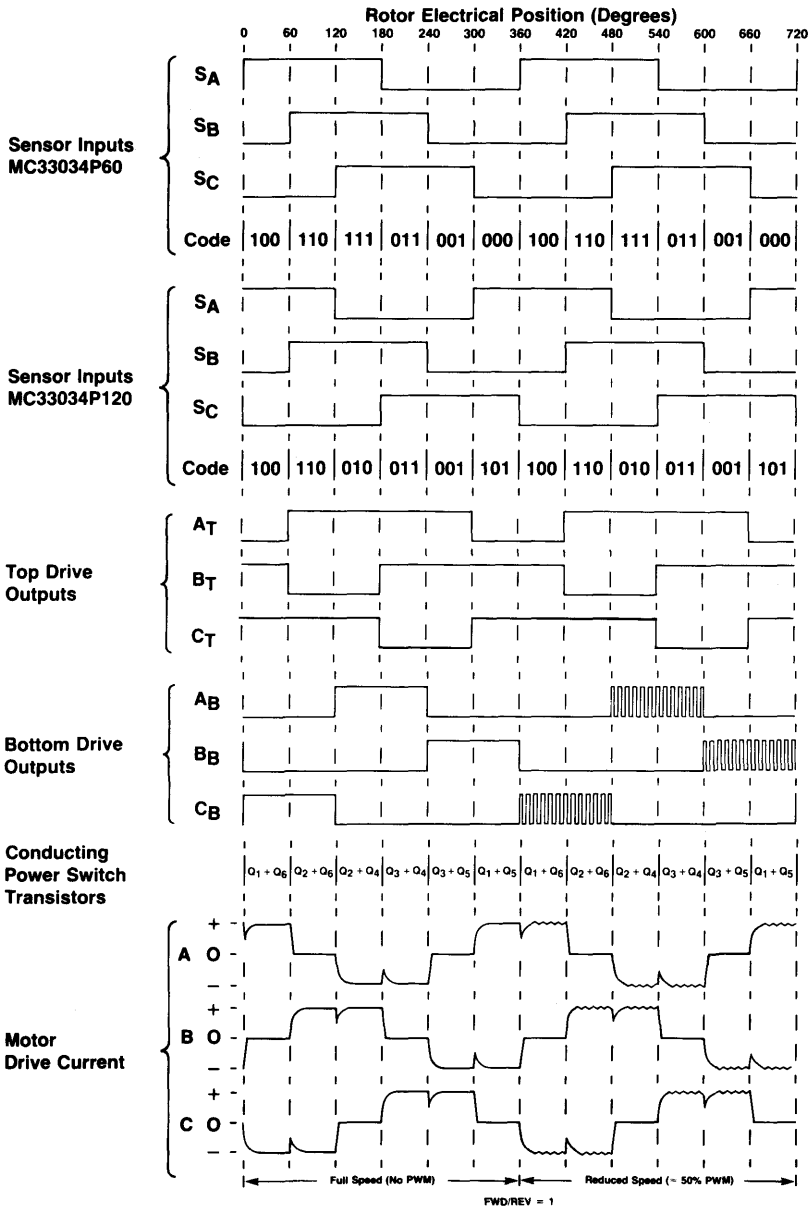 Rotor Electrical Position (Degrees)
0 60 120 180 240 300 360 420 480 540 600 660 720
SA
SB
Sensor Inputs
MC33034P60
SC
Code 100 110 111 011 001 000 100 110 111 011 001 000
SA
SB
Sensor Inputs
MC33034P120
SC
Code 100 110 010 011 001 101 100 110 010 011 001 101
AT
Top Drive
Outputs
BT
CT
AB
Bottom Drive
Outputs
BB
CB
Conducting
Power Switch
Transistors
Q1 + Q6 Q2 + Q6 Q2 + Q4 Q3 + Q4 Q3 + Q5 Q1 + Q5 Q1 + Q6 Q2 + Q6 Q2 + Q4 Q3 + Q4 Q3 + Q5 Q1 + Q5
+
A O
−
+
Motor
Drive Current
B O
−
+
C O
−
Full Speed (No PWM) Reduced Speed (≈ 50% PWM)
FWD/REV = 1